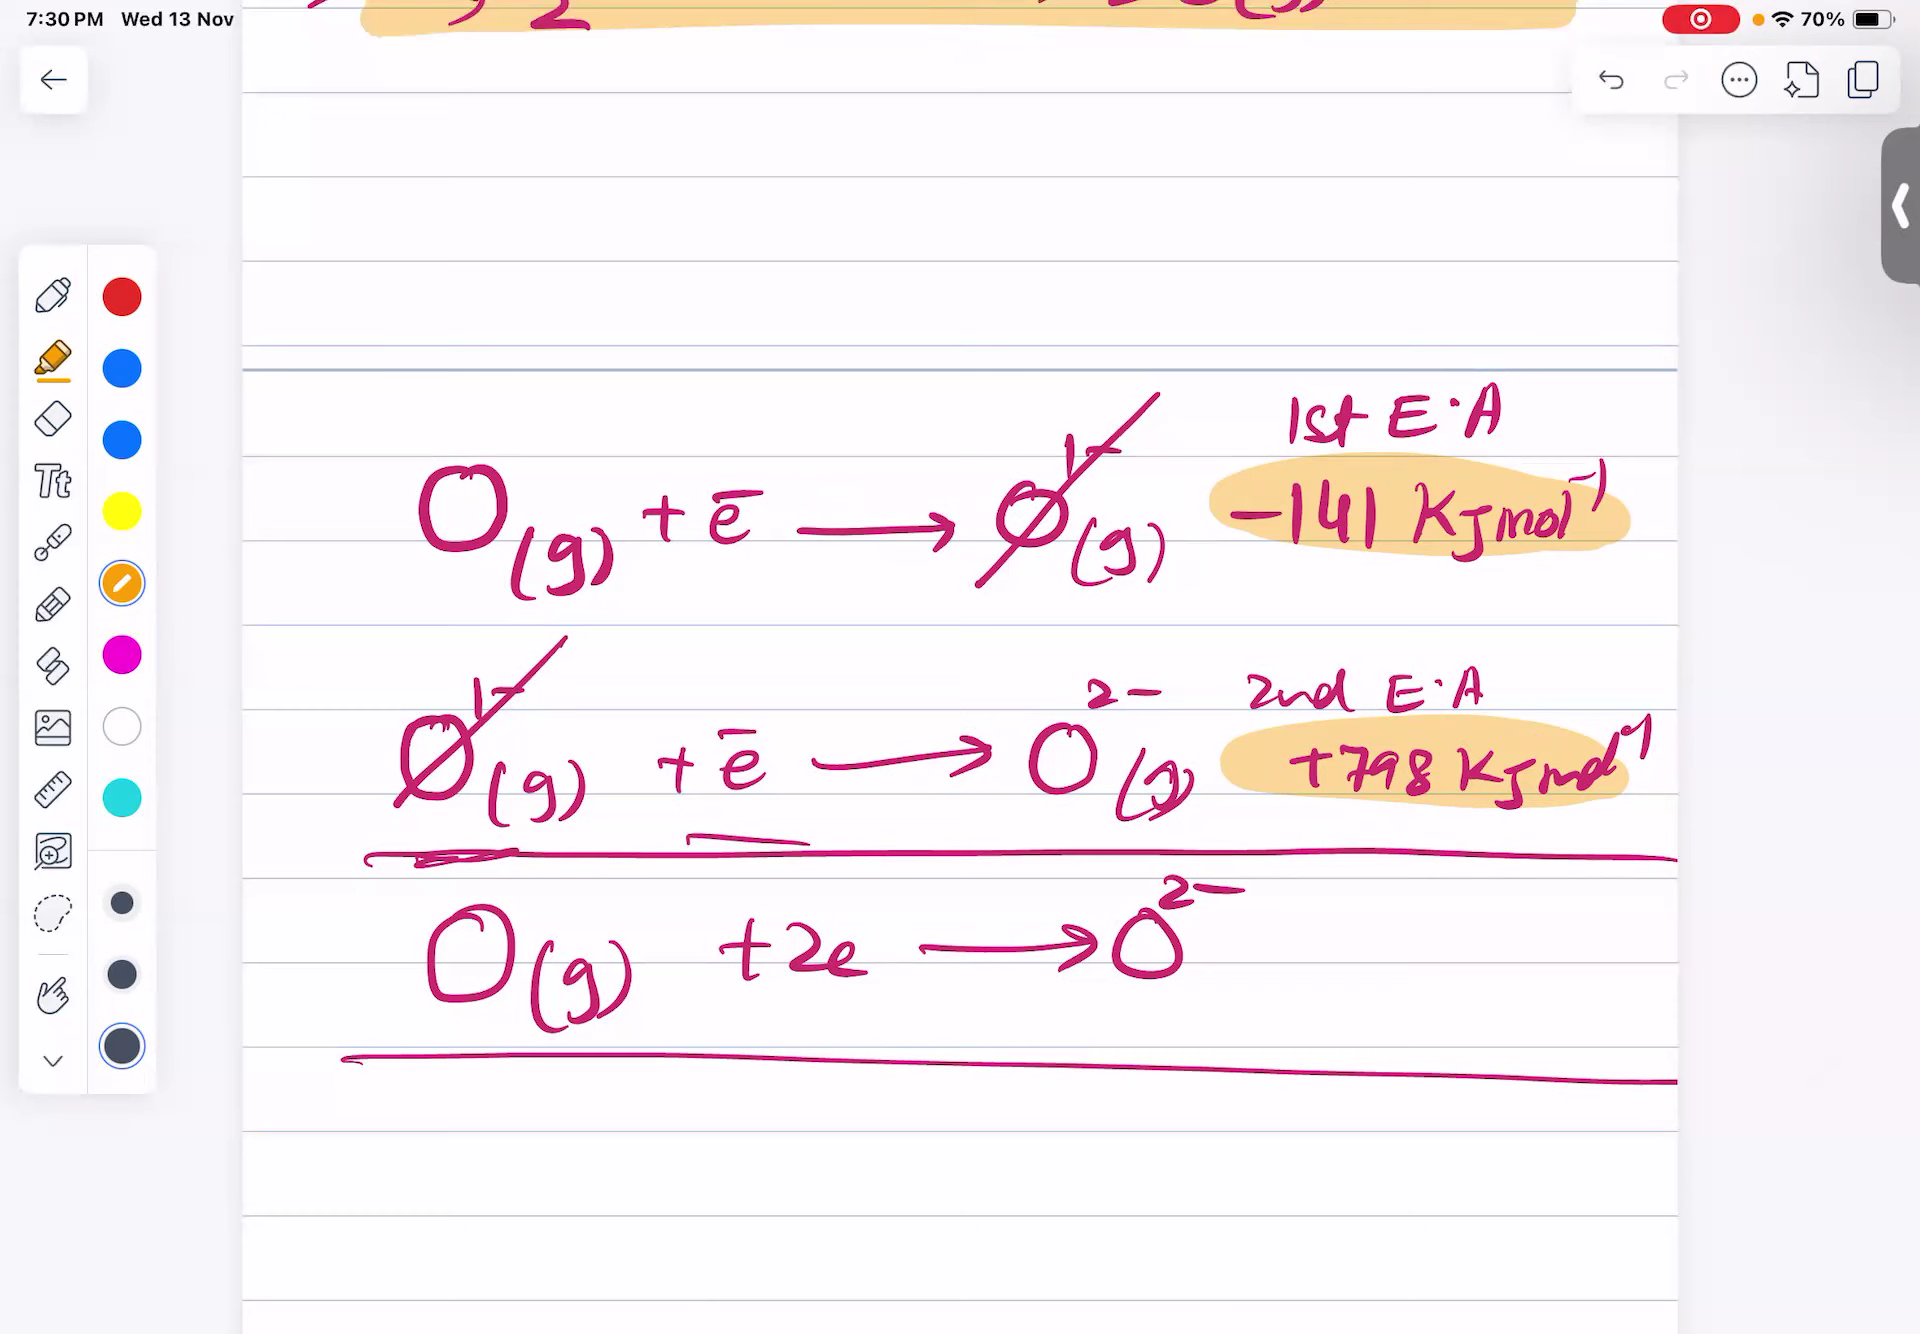 7:30 PM Wed 13 Nov 70%
Tt
1st E.A
O(g) + ē ⟶ O¹⁻(g) -141 KJmol⁻¹
2nd E.A
O¹⁻(g) + ē ⟶ O²⁻(g) +798 KJmol⁻¹
O(g) +2e ⟶ O²⁻